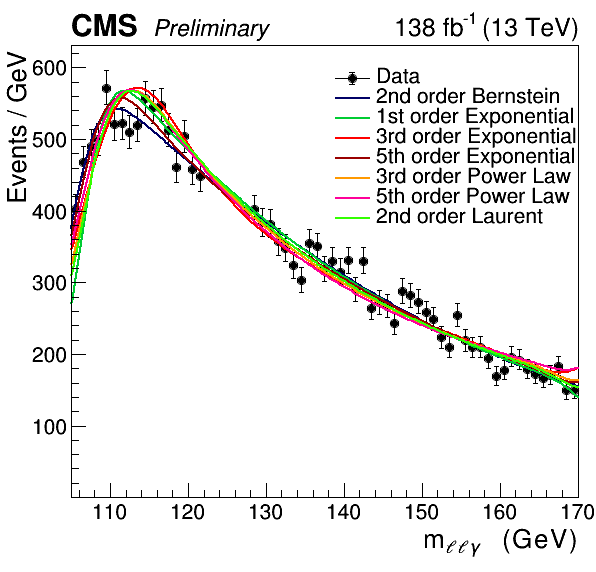 CMS Preliminary 138 fb-1 (13 TeV)
Events / GeV
600
500
400
300
200
100
Data
2nd order Bernstein
1st order Exponential
3rd order Exponential
5th order Exponential
3rd order Power Law
5th order Power Law
2nd order Laurent
110 120 130 140 150 160 170
mℓℓγ (GeV)